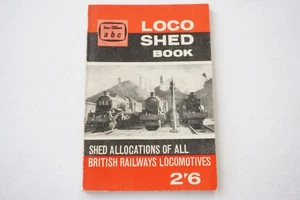 abc
LOCO
SHED
BOOK
SHED ALLOCATIONS OF ALL
BRITISH RAILWAYS LOCOMOTIVES
2'6